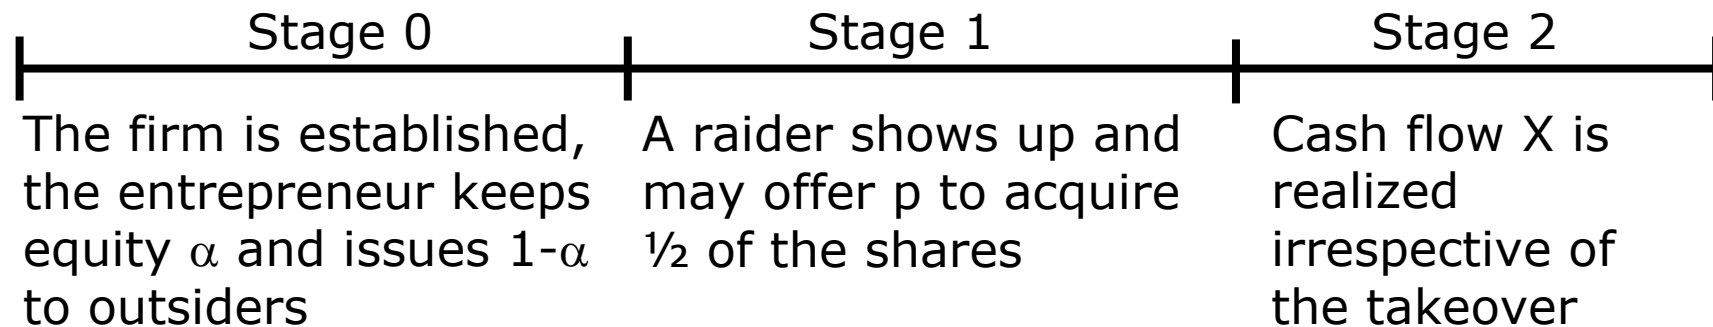 Stage 0
The firm is established,
the entrepreneur keeps
equity α and issues 1-α
to outsiders
Stage 1
A raider shows up and
may offer p to acquire
½ of the shares
Stage 2
Cash flow X is
realized
irrespective of
the takeover